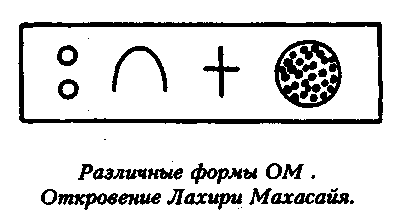 Различные формы ОМ .
Откровение Лахири Махасайя.